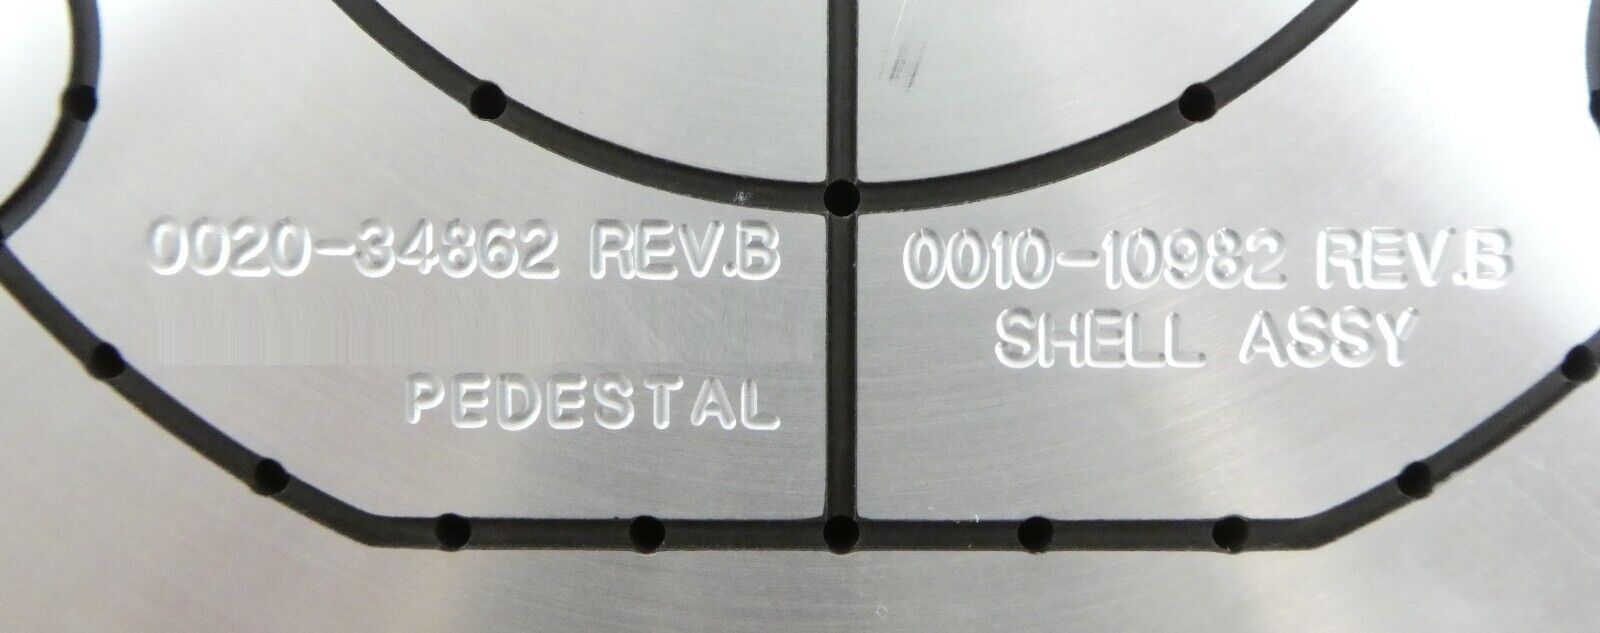 0020-34862 REV.B
PEDESTAL
0010-10982 REV.B
SHELL ASSY